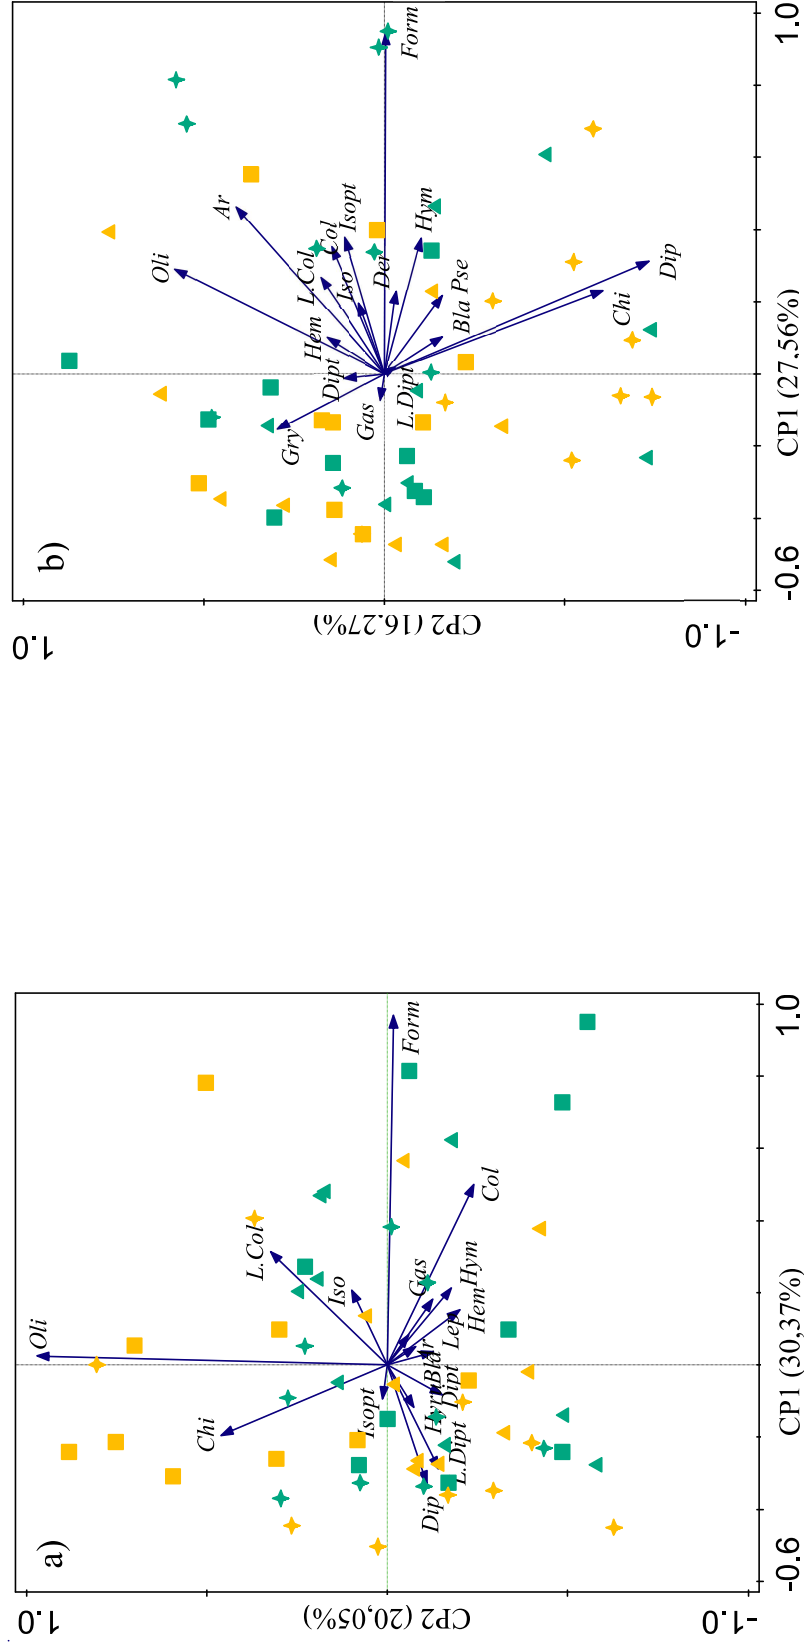 a)
1.0
Oli
Chi
L.Col
Iso
Form
Col
Gas
Hym
Hem
Lep
Ar
Bla
Dipt
Hym
Isopt
L.Dipt
Dip
CP2 (20,05%)
-1.0
-0.6
CP1 (30,37%)
1.0
b)
1.0
Oli
Ar
L.Col
Col
Isopt
Iso
Hem
Dipt
Gry
Gas
Form
Der
Hym
Pse
Bla
L.Dipt
Dip
Chi
CP2 (16.27%)
-1.0
-0.6
CP1 (27.56%)
1.0